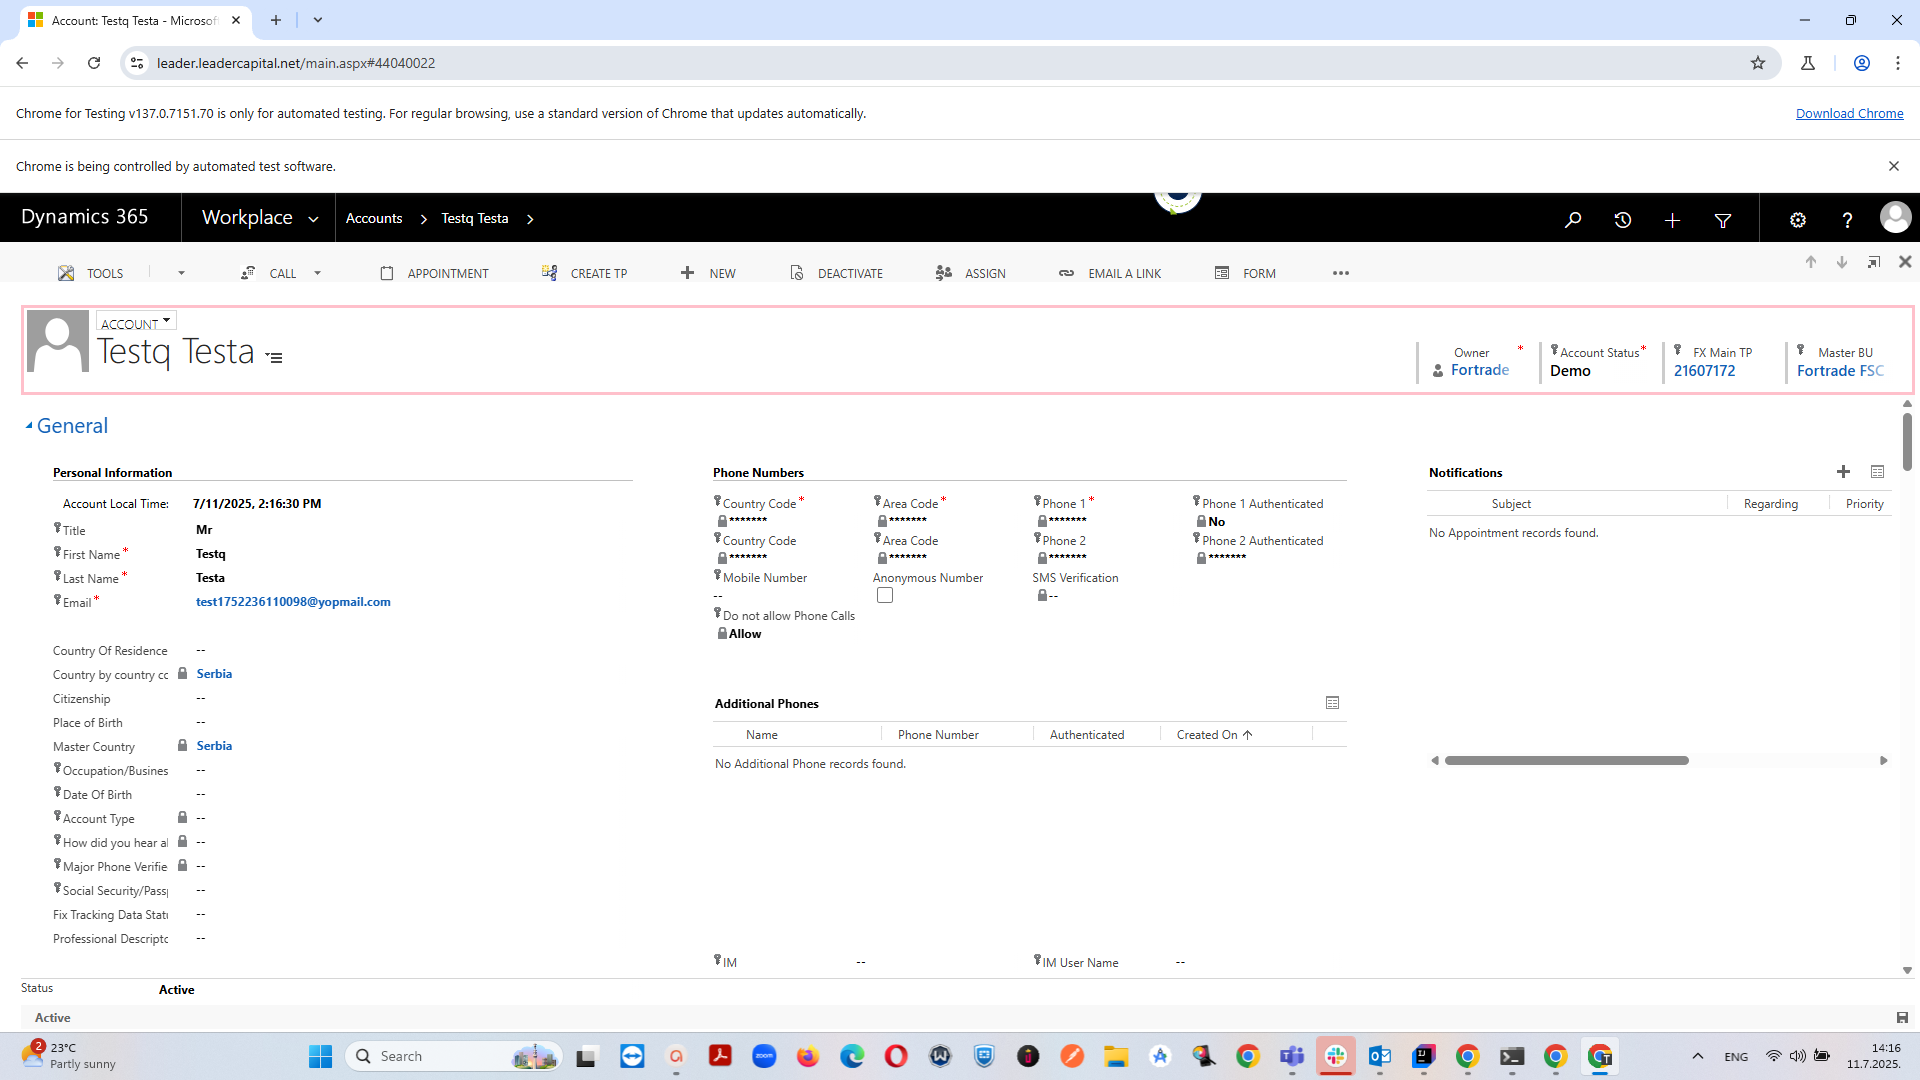 Account: Testq Testa - Microsof
leader.leadercapital.net/main.aspx#44040022
Chrome for Testing v137.0.7151.70 is only for automated testing. For regular browsing, use a standard version of Chrome that updates automatically.
Download Chrome
Chrome is being controlled by automated test software.
Dynamics 365
Workplace
Accounts
Testq Testa
TOOLS
CALL
APPOINTMENT
CREATE TP
NEW
DEACTIVATE
ASSIGN
EMAIL A LINK
FORM
ACCOUNT
Testq Testa
Owner *
Fortrade
Account Status *
Demo
FX Main TP
21607172
Master BU
Fortrade FSC
General
Personal Information
Account Local Time: 7/11/2025, 2:16:30 PM
Title Mr
First Name * Testq
Last Name * Testa
Email * test1752236110098@yopmail.com
Country Of Residence --
Country by country cc Serbia
Citizenship --
Place of Birth --
Master Country Serbia
Occupation/Busines --
Date Of Birth --
Account Type --
How did you hear a --
Major Phone Verifie --
Social Security/Passp --
Fix Tracking Data Statu --
Professional Descripto --
Phone Numbers
Country Code * Area Code * Phone 1 * Phone 1 Authenticated
******* ******* ******* No
Country Code Area Code Phone 2 Phone 2 Authenticated
******* ******* ******* *******
Mobile Number Anonymous Number SMS Verification
-- --
Do not allow Phone Calls
Allow
Additional Phones
Name Phone Number Authenticated Created On
No Additional Phone records found.
IM -- IM User Name --
Notifications
Subject Regarding Priority
No Appointment records found.
Status Active
Active
2
23°C
Partly sunny
Search
zoom
ENG
14:16
11.7.2025.